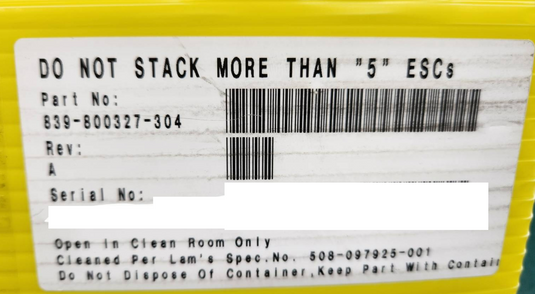 DO NOT STACK MORE THAN "5" ESCs
Part No:
839-800327-304
Rev:
A
Serial No:
Open in Clean Room Only
Cleaned Per Lam's Spec.No. 508-097925-001
Do Not Dispose Of Container,Keep Part With Contain